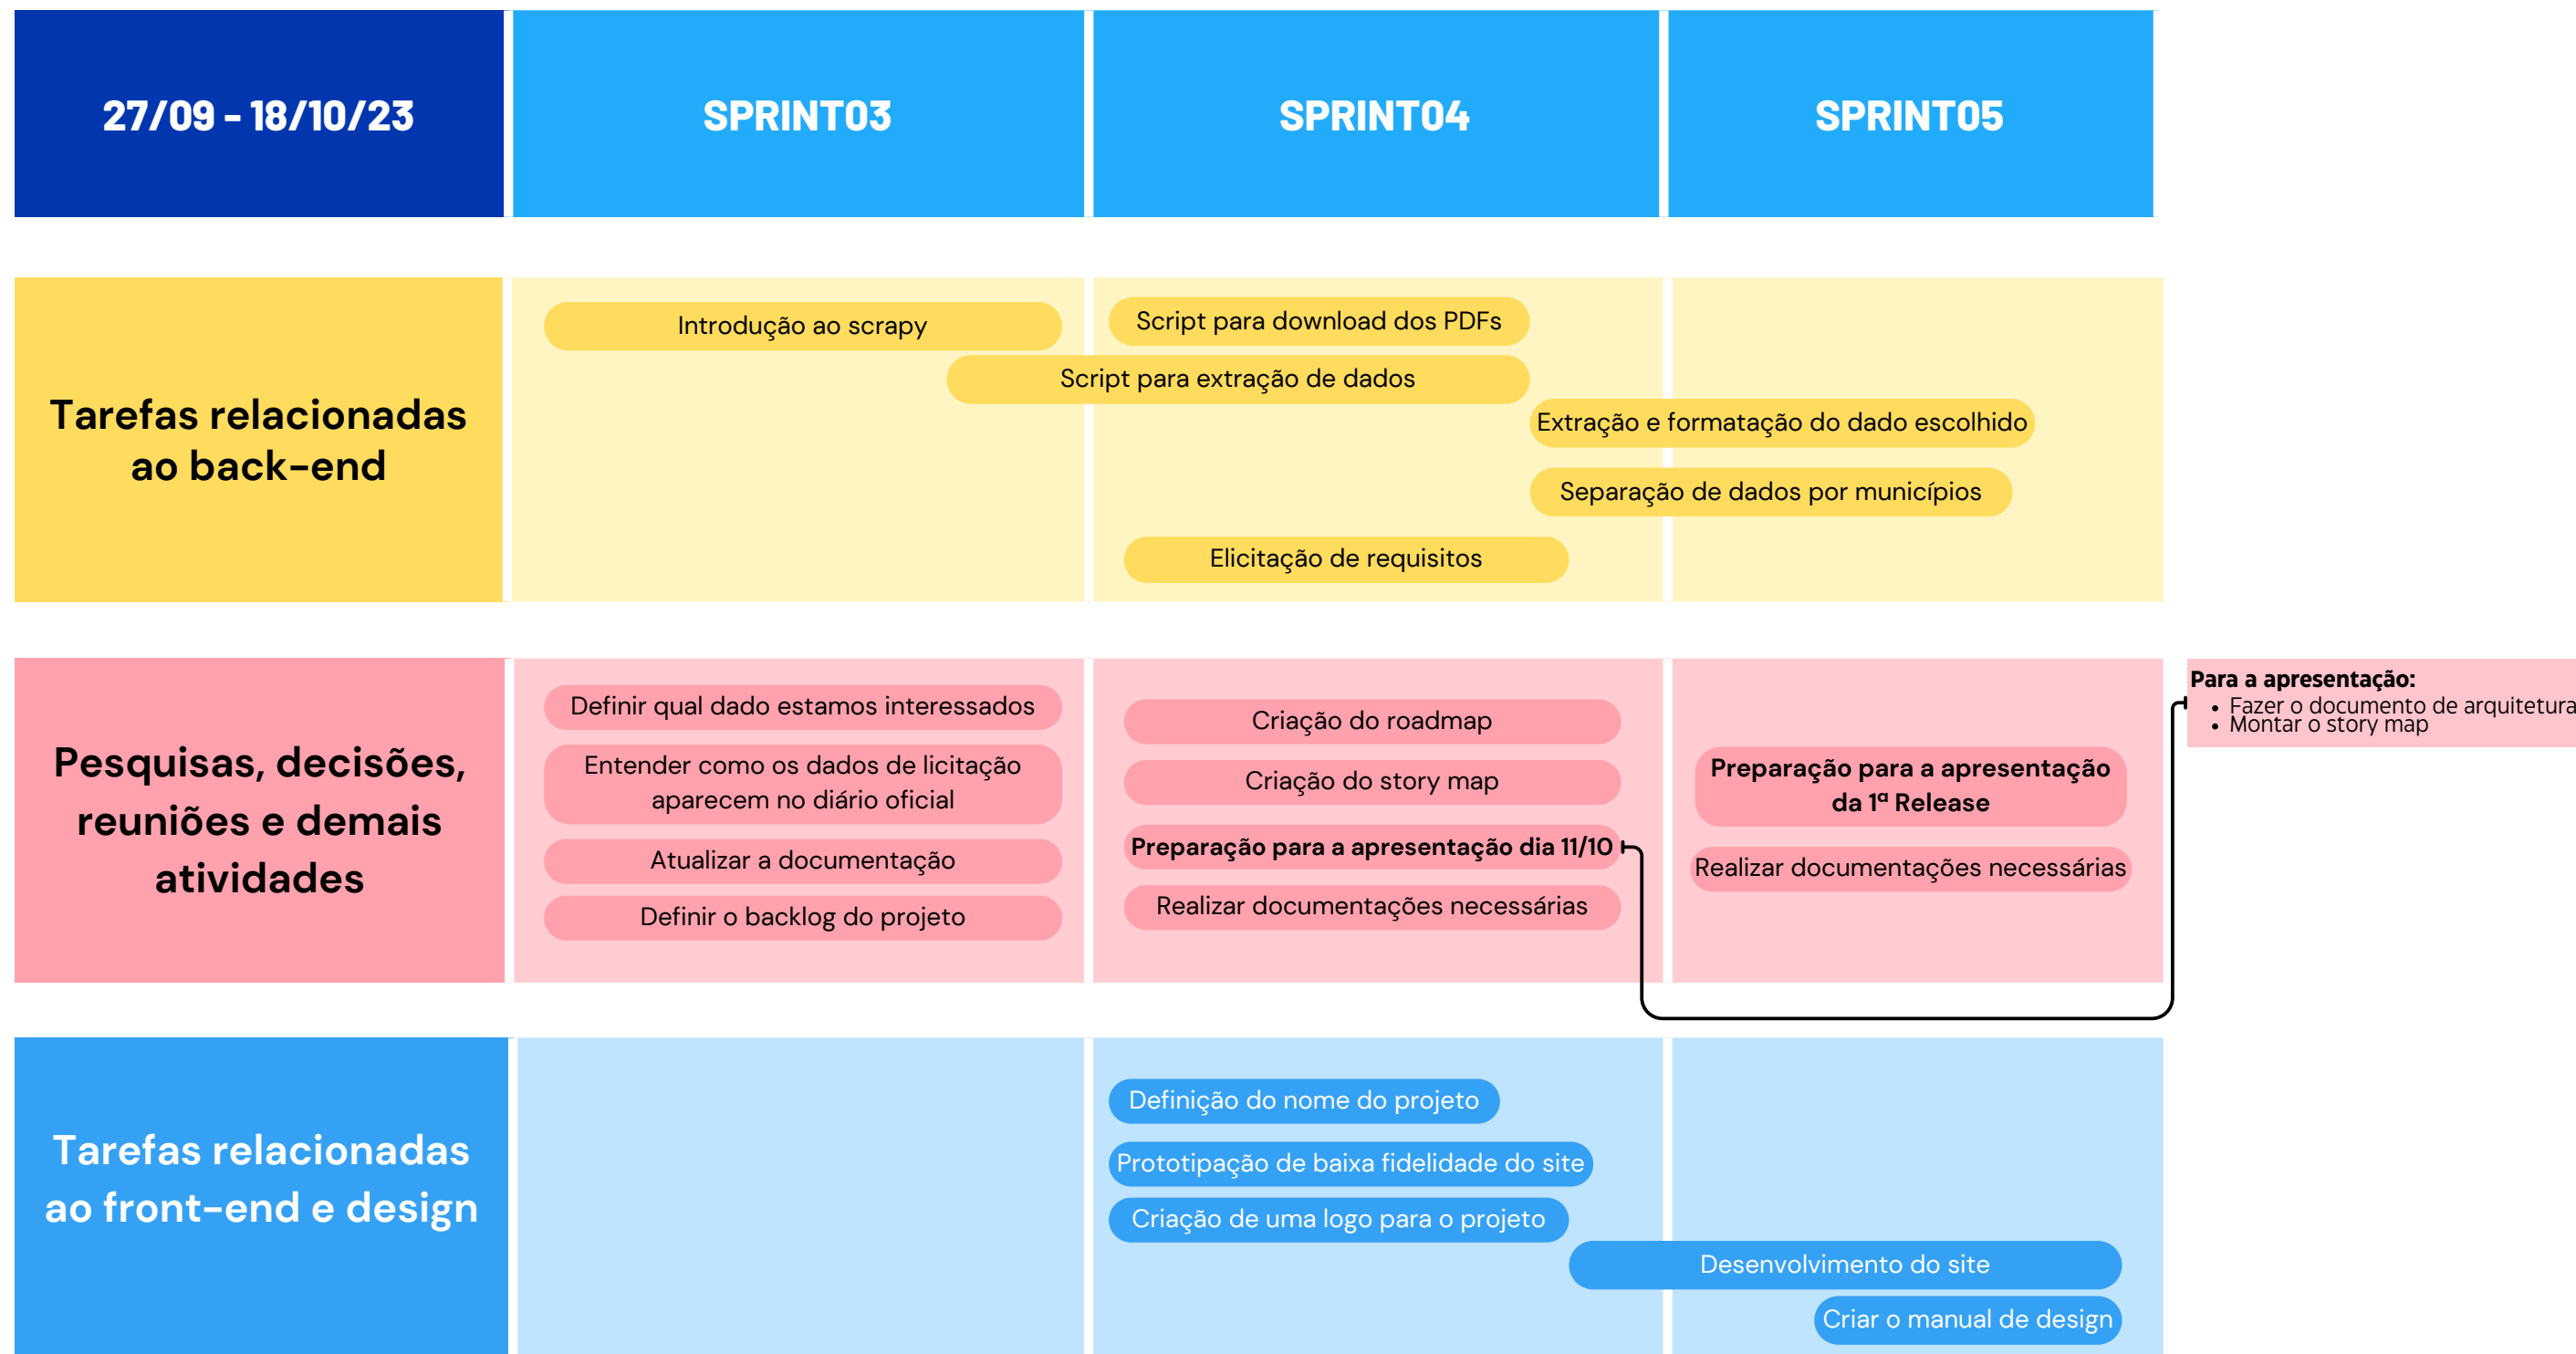 27/09 - 18/10/23
SPRINT03
SPRINT04
SPRINT05
Tarefas relacionadas
ao back-end
Introdução ao scrapy
Script para download dos PDFs
Script para extração de dados
Extração e formatação do dado escolhido
Separação de dados por municípios
Elicitação de requisitos
Pesquisas, decisões,
reuniões e demais
atividades
Definir qual dado estamos interessados
Entender como os dados de licitação
aparecem no diário oficial
Atualizar a documentação
Definir o backlog do projeto
Criação do roadmap
Criação do story map
Preparação para a apresentação dia 11/10
Realizar documentações necessárias
Preparação para a apresentação
da 1ª Release
Realizar documentações necessárias
Para a apresentação:
• Fazer o documento de arquitetura
• Montar o story map
Tarefas relacionadas
ao front-end e design
Definição do nome do projeto
Prototipação de baixa fidelidade do site
Criação de uma logo para o projeto
Desenvolvimento do site
Criar o manual de design